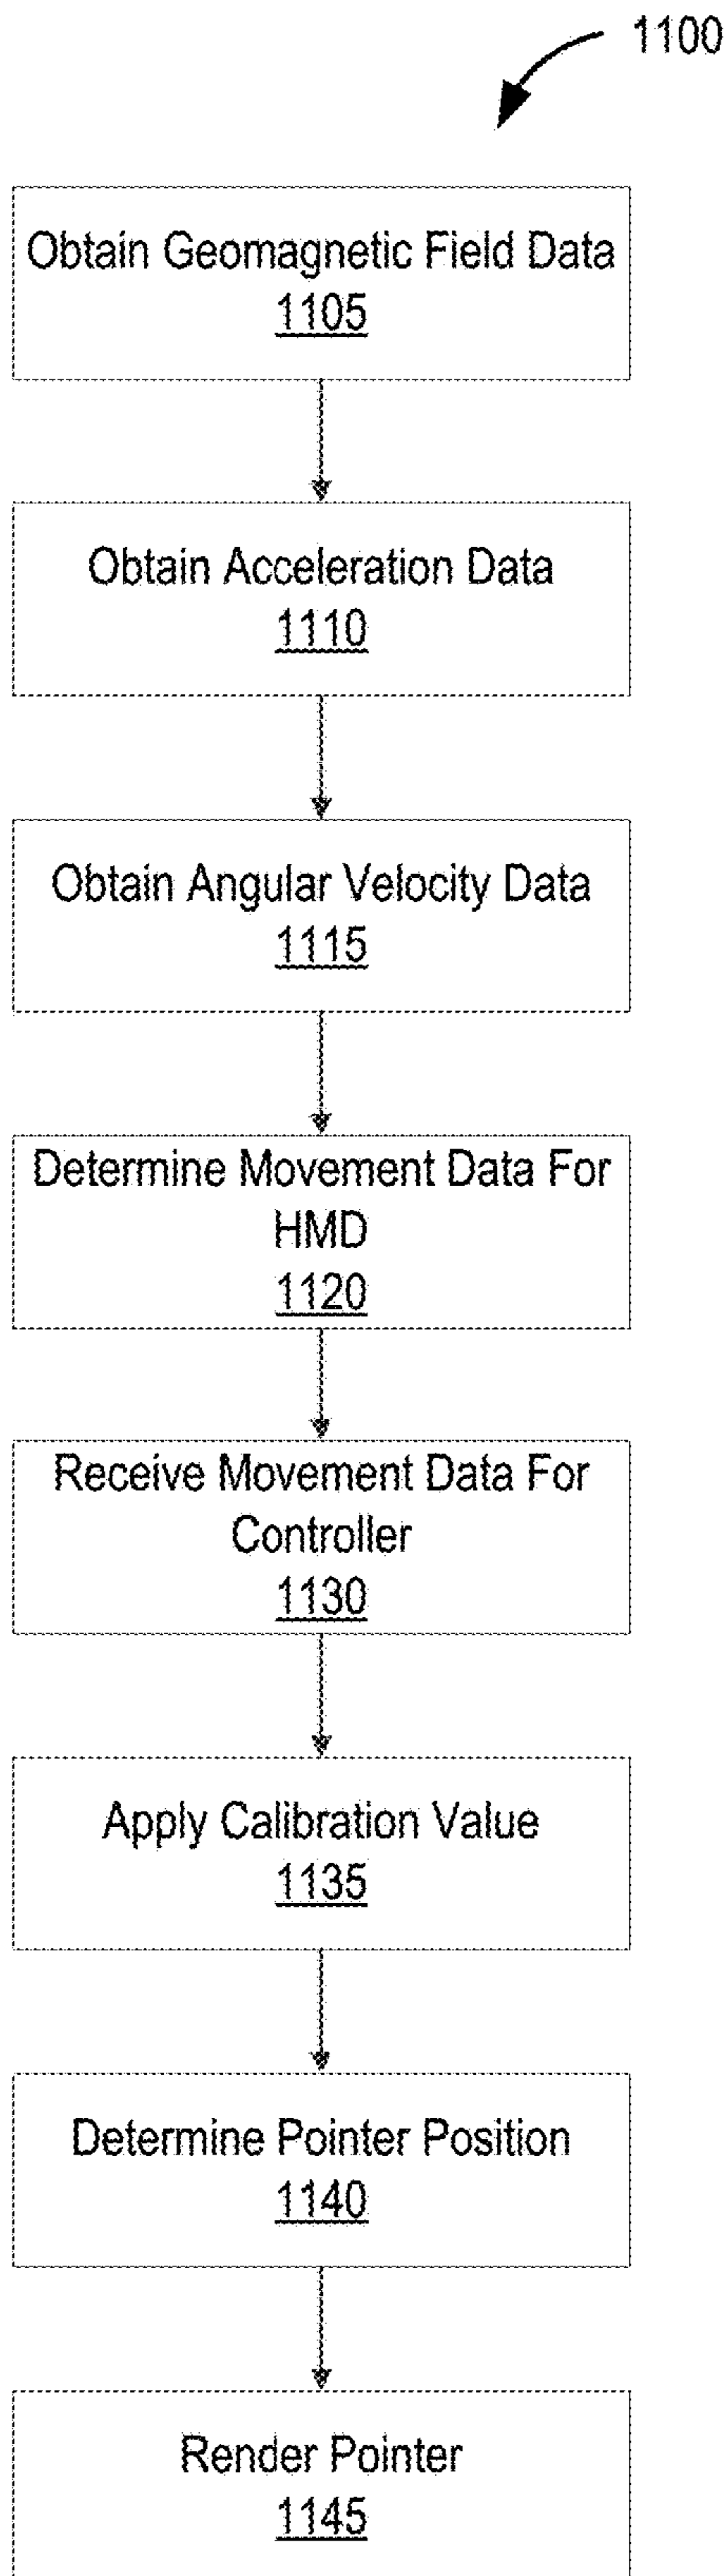 1100
Obtain Geomagnetic Field Data
1105
Obtain Acceleration Data
1110
Obtain Angular Velocity Data
1115
Determine Movement Data For
HMD
1120
Receive Movement Data For
Controller
1130
Apply Calibration Value
1135
Determine Pointer Position
1140
Render Pointer
1145